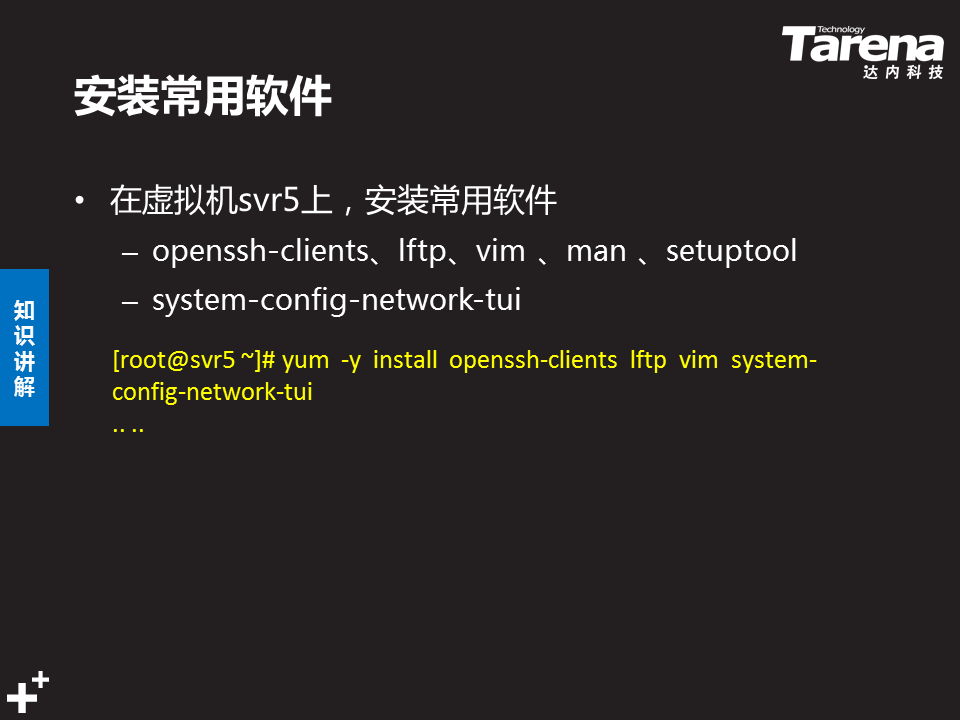 Technology
Tarena
达内科技
安装常用软件
• 在虚拟机svr5上，安装常用软件
– openssh-clients、lftp、vim 、man 、setuptool
– system-config-network-tui
知识讲解
[root@svr5 ~]# yum -y install openssh-clients lftp vim system-
config-network-tui
.. ..